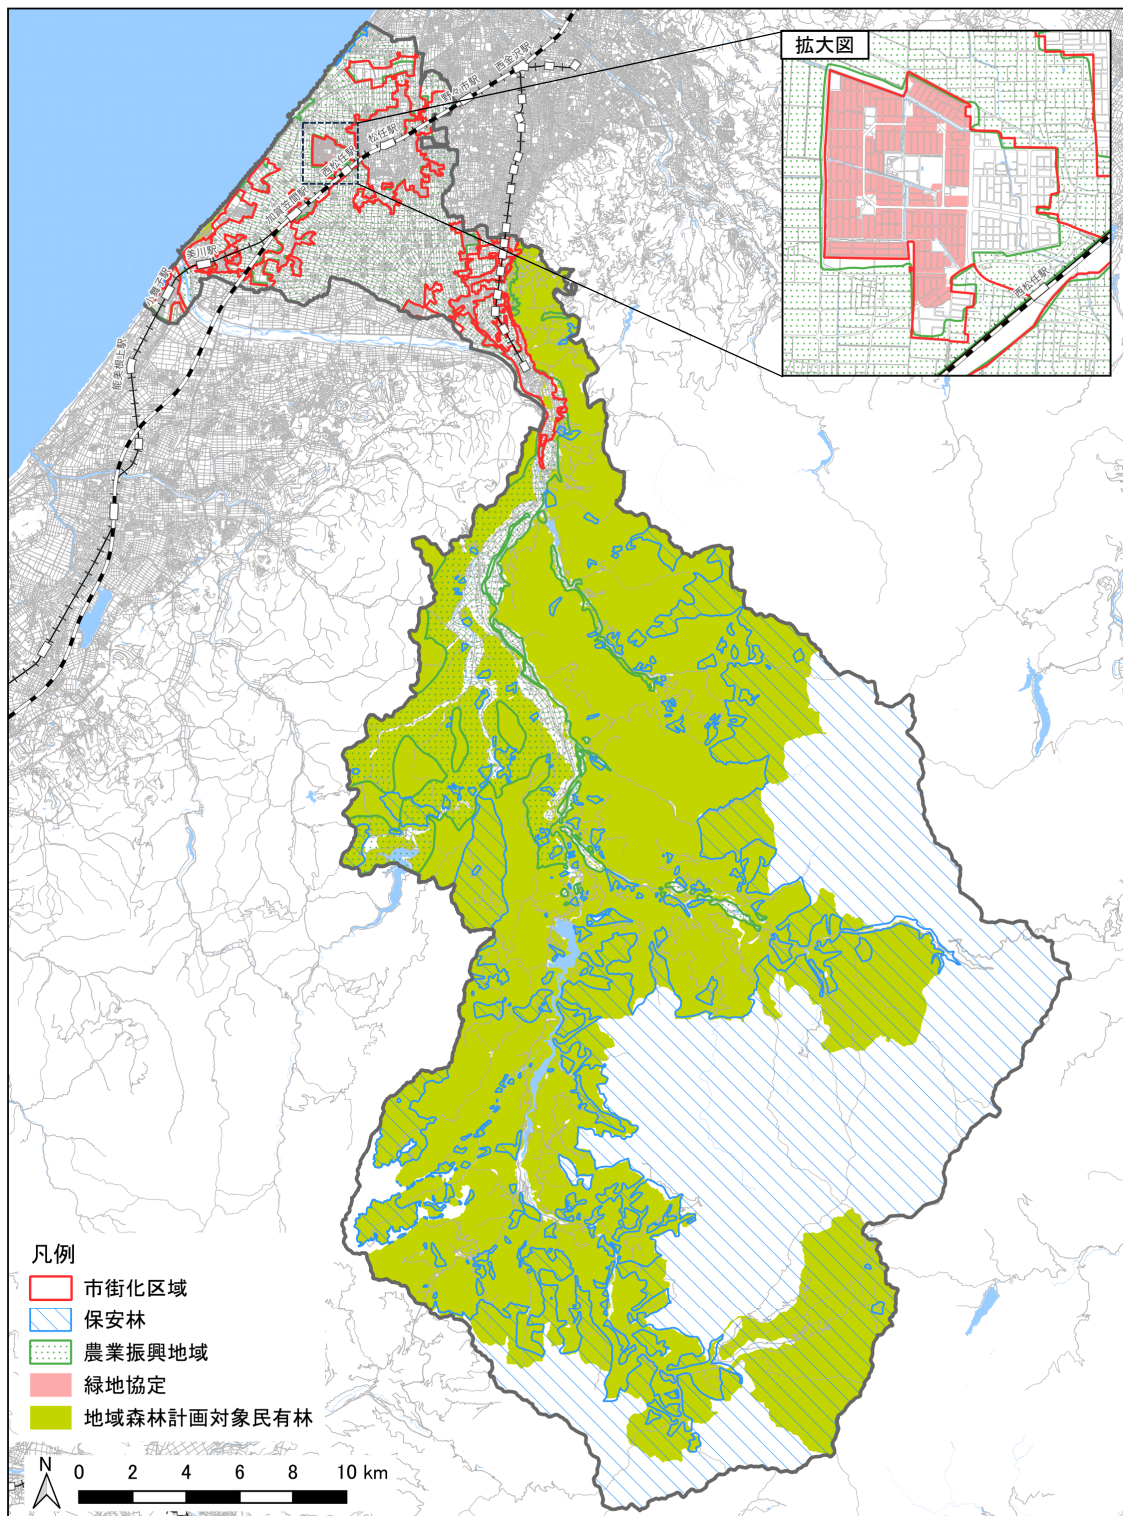 拡大図
西金沢駅
野々市駅
松任駅
西松任駅
加賀笠間駅
美川駅
小舞子駅
能美根上駅
西松任駅
凡例
市街化区域
保安林
農業振興地域
緑地協定
地域森林計画対象民有林
N
0 2 4 6 8 10 km